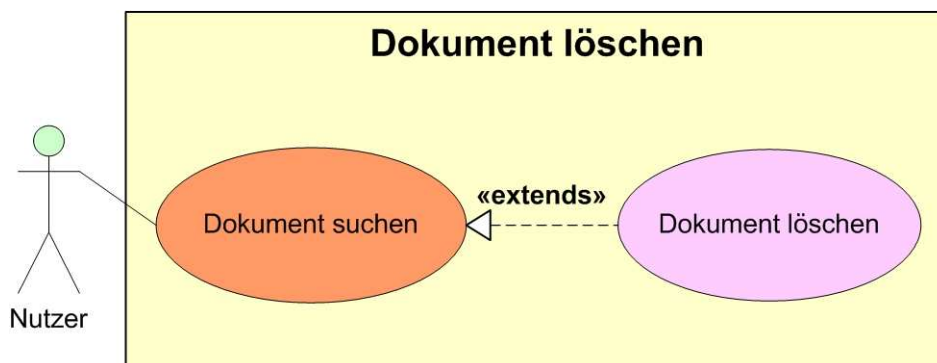 Dokument löschen
«extends»
Dokument suchen
Dokument löschen
Nutzer